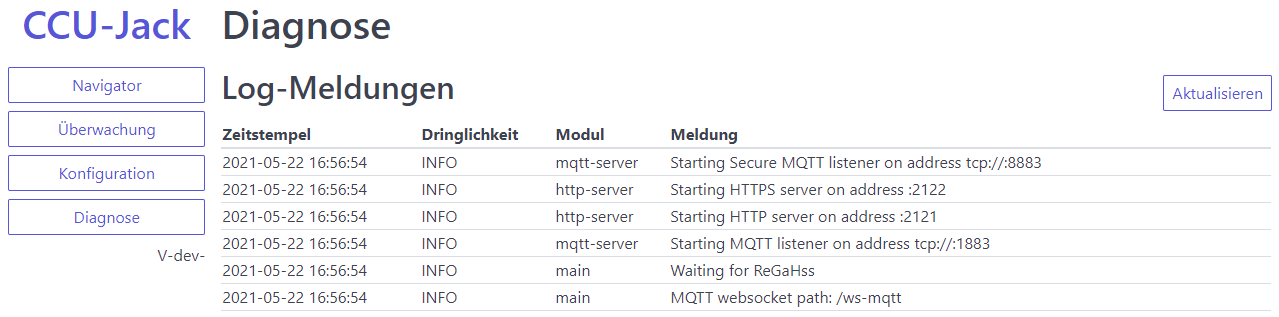 CCU-Jack
Navigator
Überwachung
Konfiguration
Diagnose
V-dev-
Diagnose
Log-Meldungen
Aktualisieren
Zeitstempel Dringlichkeit Modul Meldung
2021-05-22 16:56:54 INFO mqtt-server Starting Secure MQTT listener on address tcp://:8883
2021-05-22 16:56:54 INFO http-server Starting HTTPS server on address :2122
2021-05-22 16:56:54 INFO http-server Starting HTTP server on address :2121
2021-05-22 16:56:54 INFO mqtt-server Starting MQTT listener on address tcp://:1883
2021-05-22 16:56:54 INFO main Waiting for ReGaHss
2021-05-22 16:56:54 INFO main MQTT websocket path: /ws-mqtt